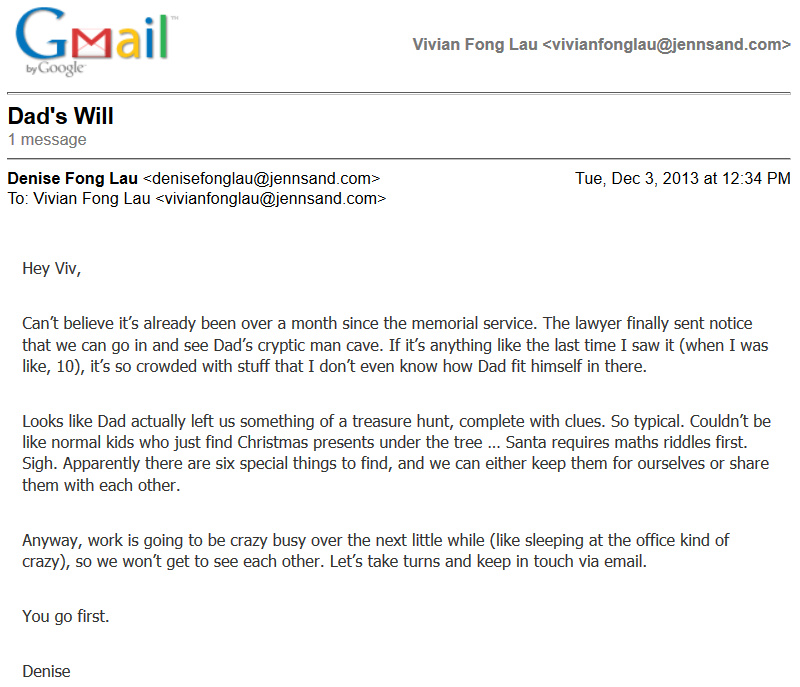 Gmail™
by Google™
Vivian Fong Lau <vivianfonglau@jennsand.com>
Dad's Will
1 message
Denise Fong Lau <denisefonglau@jennsand.com> Tue, Dec 3, 2013 at 12:34 PM
To: Vivian Fong Lau <vivianfonglau@jennsand.com>
Hey Viv,
Can’t believe it’s already been over a month since the memorial service. The lawyer finally sent notice
that we can go in and see Dad’s cryptic man cave. If it’s anything like the last time I saw it (when I was
like, 10), it’s so crowded with stuff that I don’t even know how Dad fit himself in there.
Looks like Dad actually left us something of a treasure hunt, complete with clues. So typical. Couldn’t be
like normal kids who just find Christmas presents under the tree … Santa requires maths riddles first.
Sigh. Apparently there are six special things to find, and we can either keep them for ourselves or share
them with each other.
Anyway, work is going to be crazy busy over the next little while (like sleeping at the office kind of
crazy), so we won’t get to see each other. Let’s take turns and keep in touch via email.
You go first.
Denise